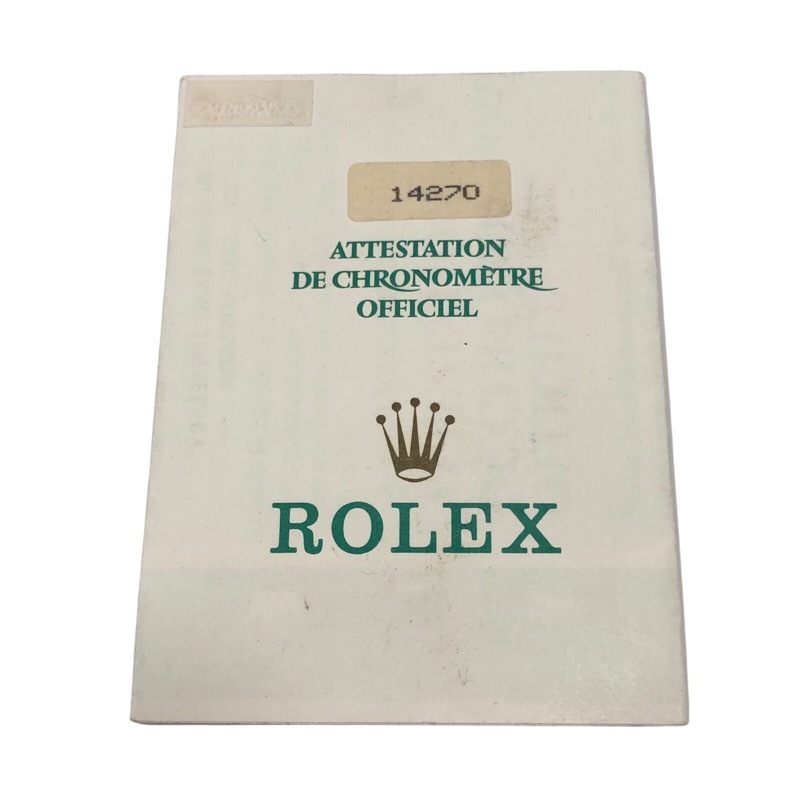 14270
ATTESTATION
DE CHRONOMÈTRE
OFFICIEL
ROLEX